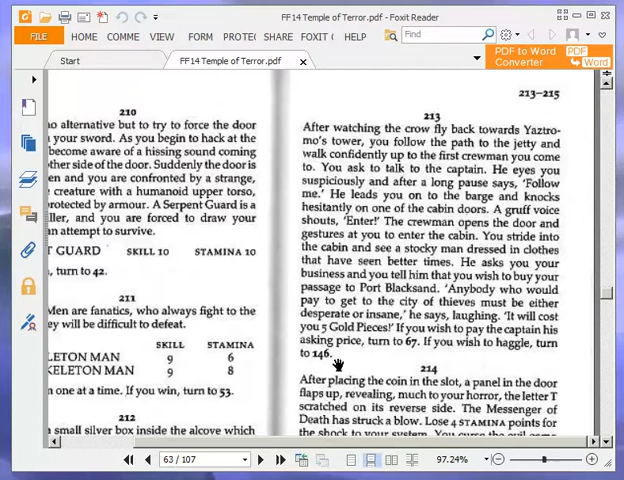 FF14 Temple of Terror.pdf - Foxit Reader
FILE HOME COMME VIEW FORM PROTE SHARE FOXIT C HELP Find
PDF to Word Converter PDF Word
Start FF14 Temple of Terror.pdf
210
no alternative but to try to force the door
your sword. As you begin to hack at the
become aware of a hissing sound coming
other side of the door. Suddenly the door is
en and you are confronted by a strange,
creature with a humanoid upper torso,
protected by armour. A Serpent Guard is a
ller, and you are forced to draw your
an attempt to survive.
T GUARD SKILL 10 STAMINA 10
, turn to 42.
211
Men are fanatics, who always fight to the
ey will be difficult to defeat.
SKILL STAMINA
LETON MAN 9 6
KELETON MAN 9 8
m one at a time. If you win, turn to 53.
212
a small silver box inside the alcove which
213-215
213
After watching the crow fly back towards Yaztro-
mo's tower, you follow the path to the jetty and
walk confidently up to the first crewman you come
to. You ask to talk to the captain. He eyes you
suspiciously and after a long pause says, 'Follow
me.' He leads you on to the barge and knocks
hesitantly on one of the cabin doors. A gruff voice
shouts, 'Enter!' The crewman opens the door and
gestures at you to enter the cabin. You stride into
the cabin and see a stocky man dressed in clothes
that have seen better times. He asks you your
business and you tell him that you wish to buy your
passage to Port Blacksand. 'Anybody who would
pay to get to the city of thieves must be either
desperate or insane,' he says, laughing. 'It will cost
you 5 Gold Pieces!' If you wish to pay the captain his
asking price, turn to 67. If you wish to haggle, turn
to 146.
214
After placing the coin in the slot, a panel in the door
flaps up, revealing, much to your horror, the letter T
scratched on its reverse side. The Messenger of
Death has struck a blow. Lose 4 STAMINA points for
the shock to your system. You curse the evil
63 / 107 97.24%